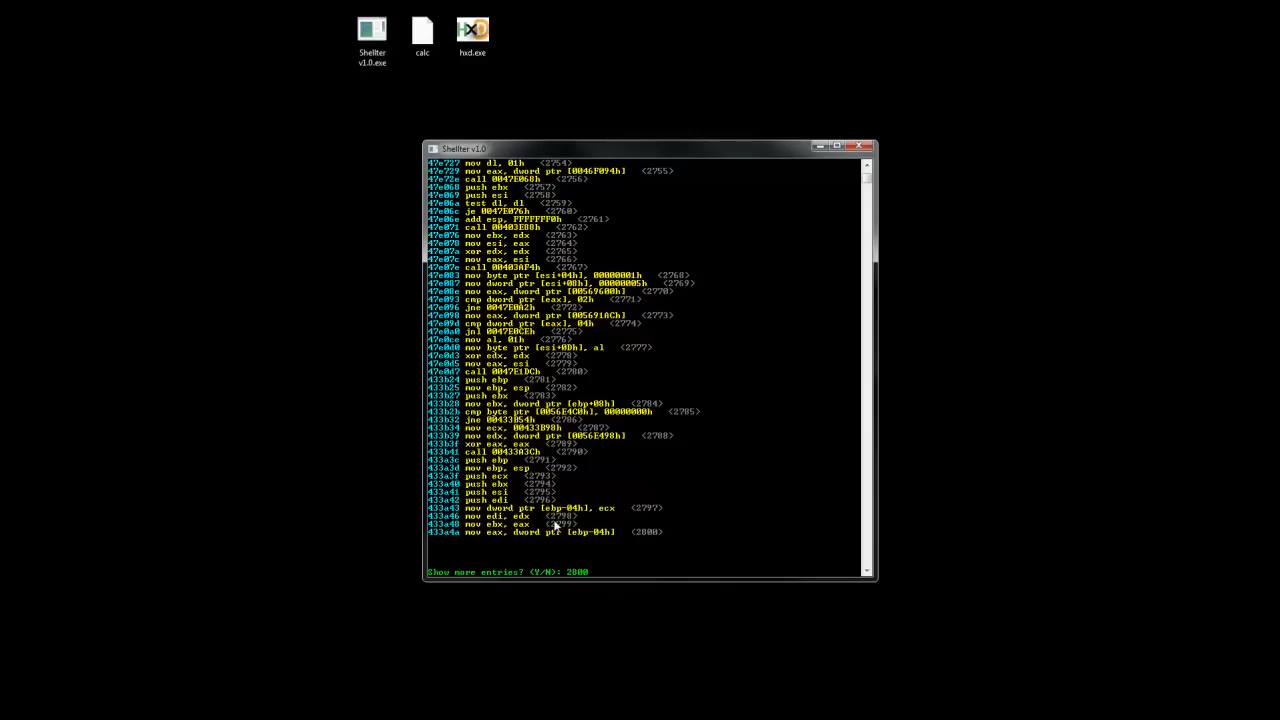 Shellter
v1.0.exe
calc
hxd.exe
Shellter v1.0
47e727 mov dl, 01h <2754>
47e729 mov eax, dword ptr [0046F094h] <2755>
47e72e call 0047E068h <2756>
47e068 push ebx <2757>
47e069 push esi <2758>
47e06a test dl, dl <2759>
47e06c je 0047E076h <2760>
47e06e add esp, FFFFFFF0h <2761>
47e071 call 00403E88h <2762>
47e076 mov ebx, edx <2763>
47e078 mov esi, eax <2764>
47e07a xor edx, edx <2765>
47e07c mov eax, esi <2766>
47e07e call 00403AF4h <2767>
47e083 mov byte ptr [esi+04h], 00000001h <2768>
47e087 mov dword ptr [esi+08h], 00000005h <2769>
47e08e mov eax, dword ptr [00569600h] <2770>
47e093 cmp dword ptr [eax], 02h <2771>
47e096 jne 0047E0A2h <2772>
47e098 mov eax, dword ptr [005691ACh] <2773>
47e09d cmp dword ptr [eax], 04h <2774>
47e0a0 jnl 0047E0CEh <2775>
47e0ce mov al, 01h <2776>
47e0d0 mov byte ptr [esi+0Dh], al <2777>
47e0d3 xor edx, edx <2778>
47e0d5 mov eax, esi <2779>
47e0d7 call 0047E1DCh <2780>
433b24 push ebp <2781>
433b25 mov ebp, esp <2782>
433b27 push ebx <2783>
433b28 mov ebx, dword ptr [ebp+08h] <2784>
433b2b cmp byte ptr [0056E4C0h], 00000000h <2785>
433b32 jne 00433B54h <2786>
433b34 mov ecx, 00433B98h <2787>
433b39 mov edx, dword ptr [0056E498h] <2788>
433b3f xor eax, eax <2789>
433b41 call 00433A3Ch <2790>
433a3c push ebp <2791>
433a3d mov ebp, esp <2792>
433a3f push ecx <2793>
433a40 push ebx <2794>
433a41 push esi <2795>
433a42 push edi <2796>
433a43 mov dword ptr [ebp-04h], ecx <2797>
433a46 mov edi, edx <2798>
433a48 mov ebx, eax <2799>
433a4a mov eax, dword ptr [ebp-04h] <2800>
Show more entries? (Y/N): 2800